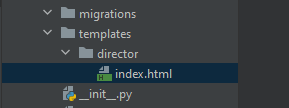 migrations
templates
director
index.html
__init__.py